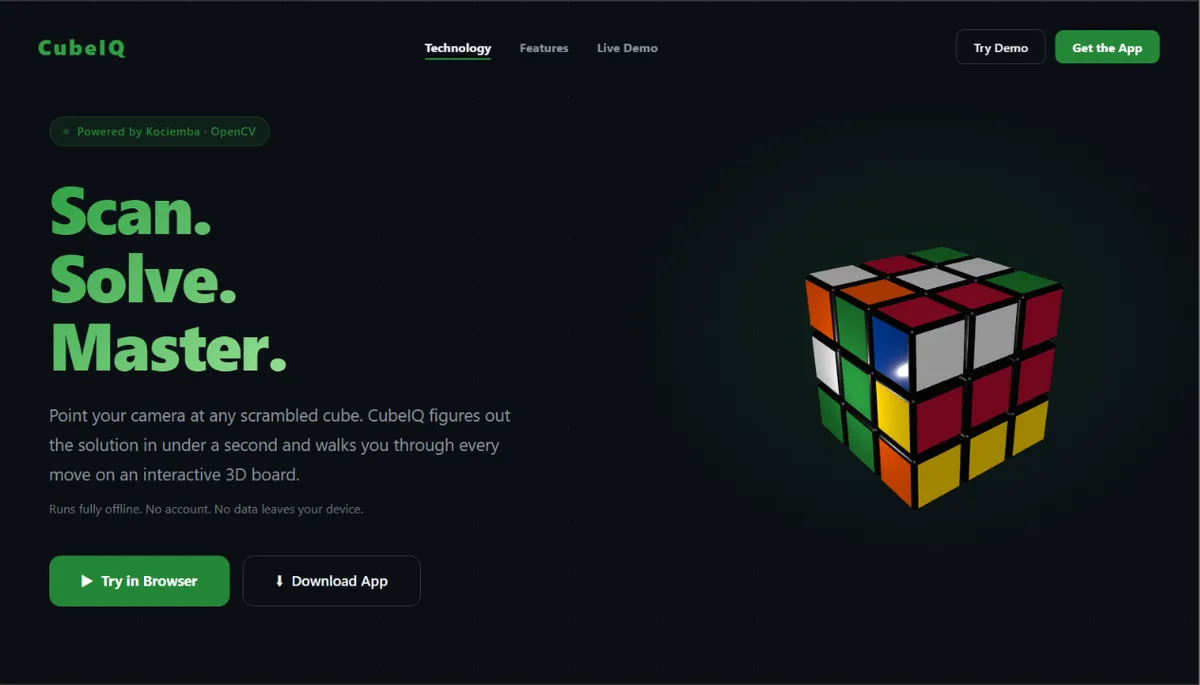 CubeIQ
Technology
Features
Live Demo
Try Demo
Get the App
Powered by Kociemba · OpenCV
Scan.
Solve.
Master.
Point your camera at any scrambled cube. CubeIQ figures out
the solution in under a second and walks you through every
move on an interactive 3D board.
Runs fully offline. No account. No data leaves your device.
▶ Try in Browser
⬇ Download App